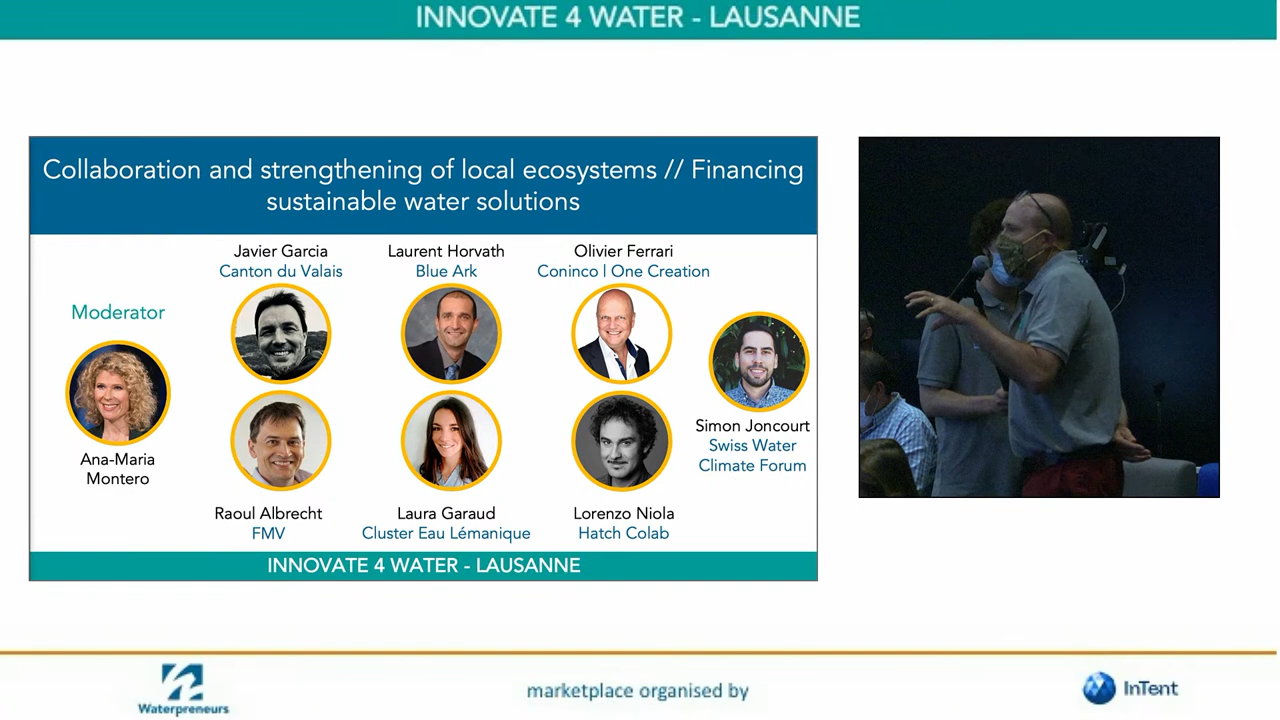 INNOVATE 4 WATER - LAUSANNE
Collaboration and strengthening of local ecosystems // Financing
sustainable water solutions
Moderator
Ana-Maria
Montero
Javier Garcia
Canton du Valais
Laurent Horvath
Blue Ark
Olivier Ferrari
Coninco | One Creation
Raoul Albrecht
FMV
Laura Garaud
Cluster Eau Lémanique
Lorenzo Niola
Hatch Colab
Simon Joncourt
Swiss Water
Climate Forum
INNOVATE 4 WATER - LAUSANNE
Waterpreneurs
marketplace organised by
InTent